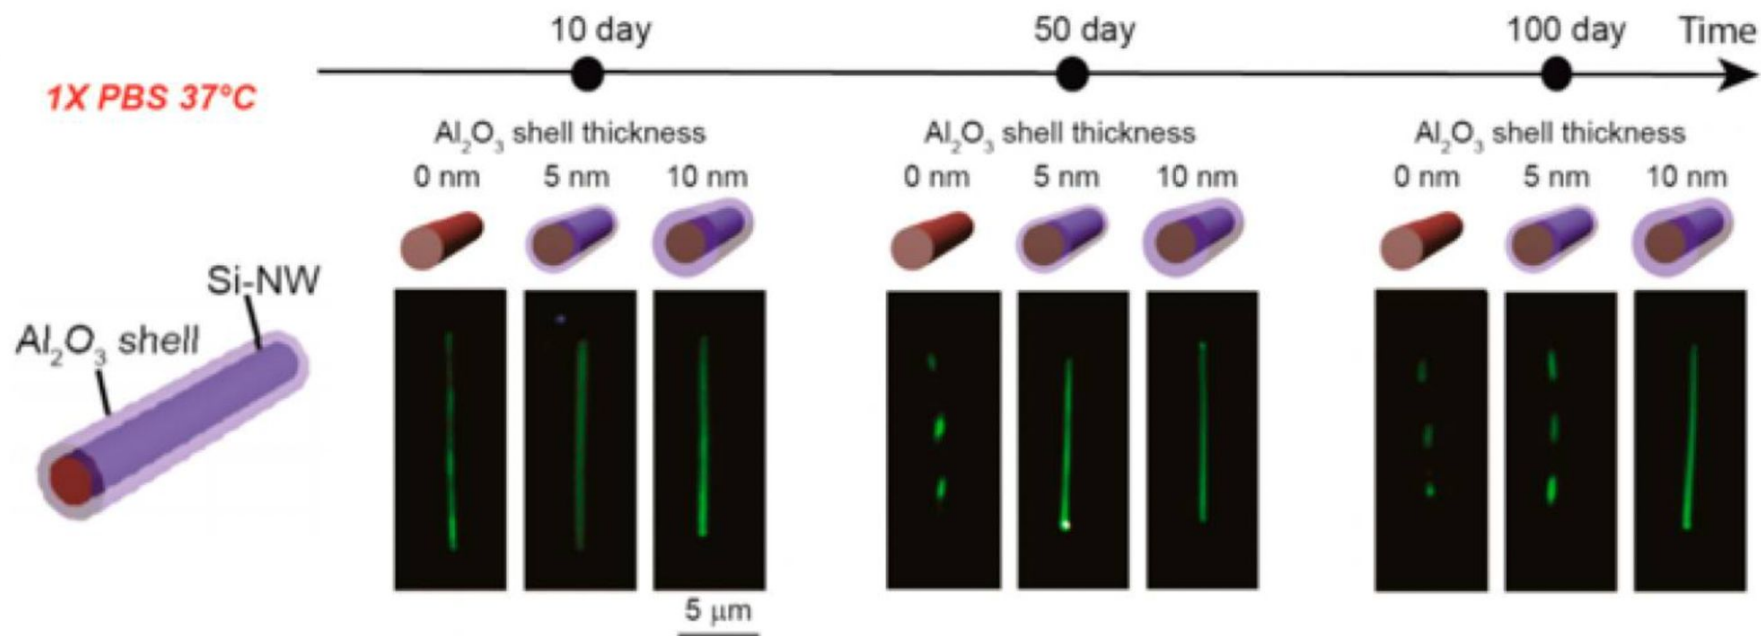 10 day
50 day
100 day
Time
1X PBS 37°C
Al₂O₃ shell thickness
0 nm 5 nm 10 nm
Al₂O₃ shell thickness
0 nm 5 nm 10 nm
Al₂O₃ shell thickness
0 nm 5 nm 10 nm
Si-NW
Al₂O₃ shell
5 μm